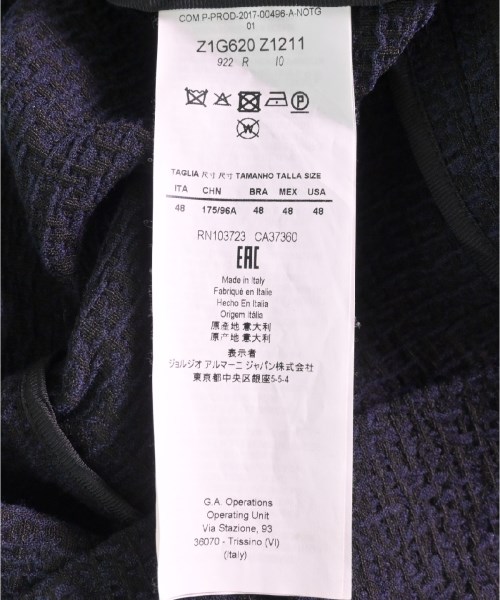 COM P-PROD-2017-00496-A-NOTG
01
Z1G620 Z1211
922 R 10
TAGLIA 尺寸 尺寸 TAMANHO TALLA SIZE
ITA CHN BRA MEX USA
48 175/96A 48 48 48
RN103723 CA37360
EAC
Made in Italy
Fabriqué en Italie
Hecho En Italia
Origem Itália
原產地 意大利
原产地 意大利
表示者
ジョルジオ アルマーニ ジャパン株式会社
東京都中央区銀座5-5-4
G.A. Operations
Operating Unit
Via Stazione, 93
36070 - Trissino (VI)
(Italy)